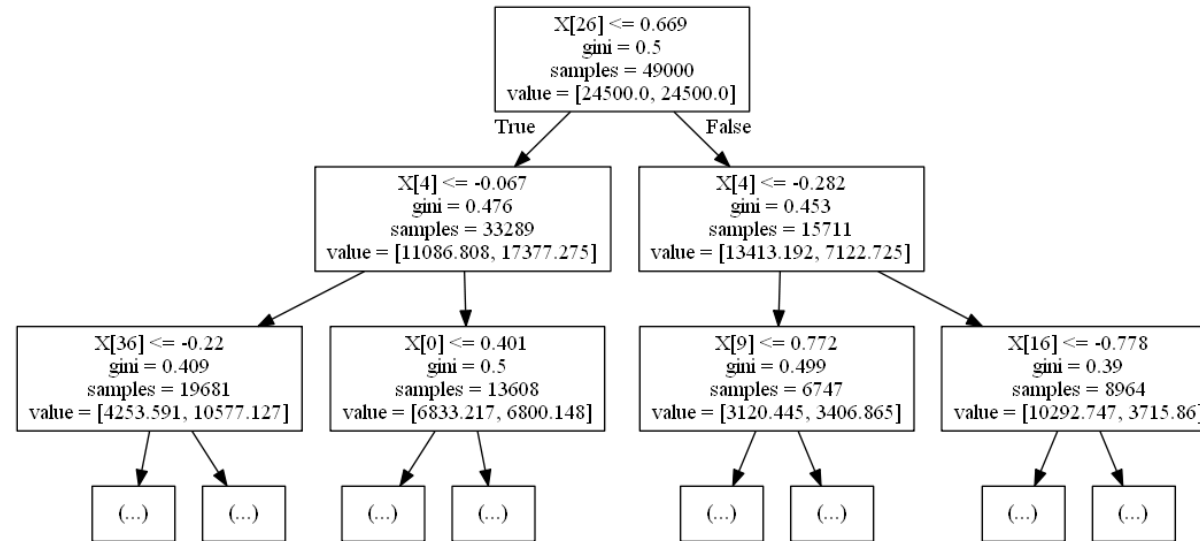 X[26] <= 0.669
gini = 0.5
samples = 49000
value = [24500.0, 24500.0]
True
False
X[4] <= -0.067
gini = 0.476
samples = 33289
value = [11086.808, 17377.275]
X[4] <= -0.282
gini = 0.453
samples = 15711
value = [13413.192, 7122.725]
X[36] <= -0.22
gini = 0.409
samples = 19681
value = [4253.591, 10577.127]
X[0] <= 0.401
gini = 0.5
samples = 13608
value = [6833.217, 6800.148]
X[9] <= 0.772
gini = 0.499
samples = 6747
value = [3120.445, 3406.865]
X[16] <= -0.778
gini = 0.39
samples = 8964
value = [10292.747, 3715.86]
(...)
(...)
(...)
(...)
(...)
(...)
(...)
(...)